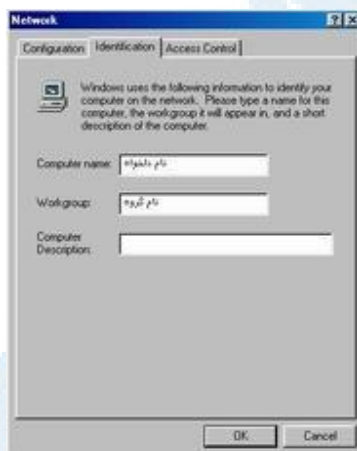 Network
Configuration Identification Access Control
Windows uses the following information to identify your
computer on the network. Please type a name for this
computer, the workgroup it will appear in, and a short
description of the computer.
Computer name: نام دلخواه
Workgroup: نام گروه
Computer
Description:
OK Cancel